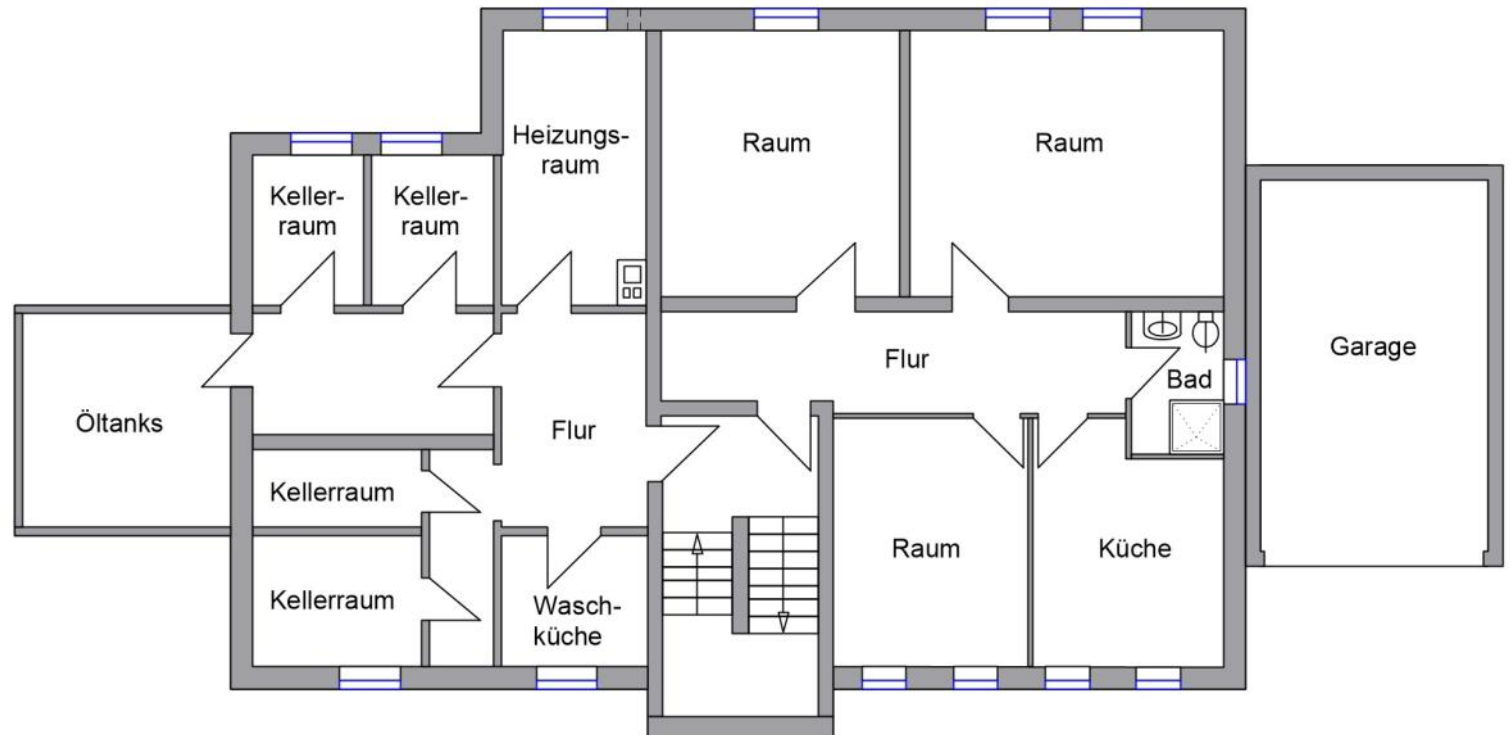 Heizungs-
raum
Raum
Raum
Keller-
raum
Keller-
raum
Garage
Flur
Bad
Öltanks
Flur
Kellerraum
Raum
Küche
Kellerraum
Wasch-
küche